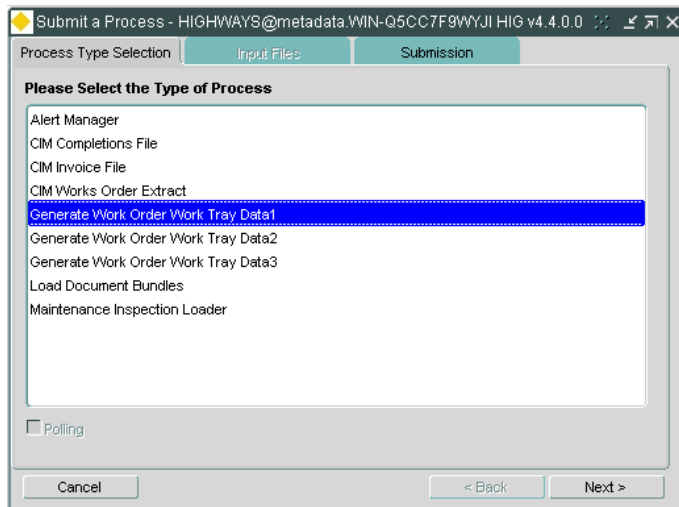 Submit a Process - HIGHWAYS@metadata.WIN-Q5CC7F9WYJI HIG v4.4.0.0
Process Type Selection Input Files Submission
Please Select the Type of Process
Alert Manager
CIM Completions File
CIM Invoice File
CIM Works Order Extract
Generate Work Order Work Tray Data1
Generate Work Order Work Tray Data2
Generate Work Order Work Tray Data3
Load Document Bundles
Maintenance Inspection Loader
Polling
Cancel < Back Next >